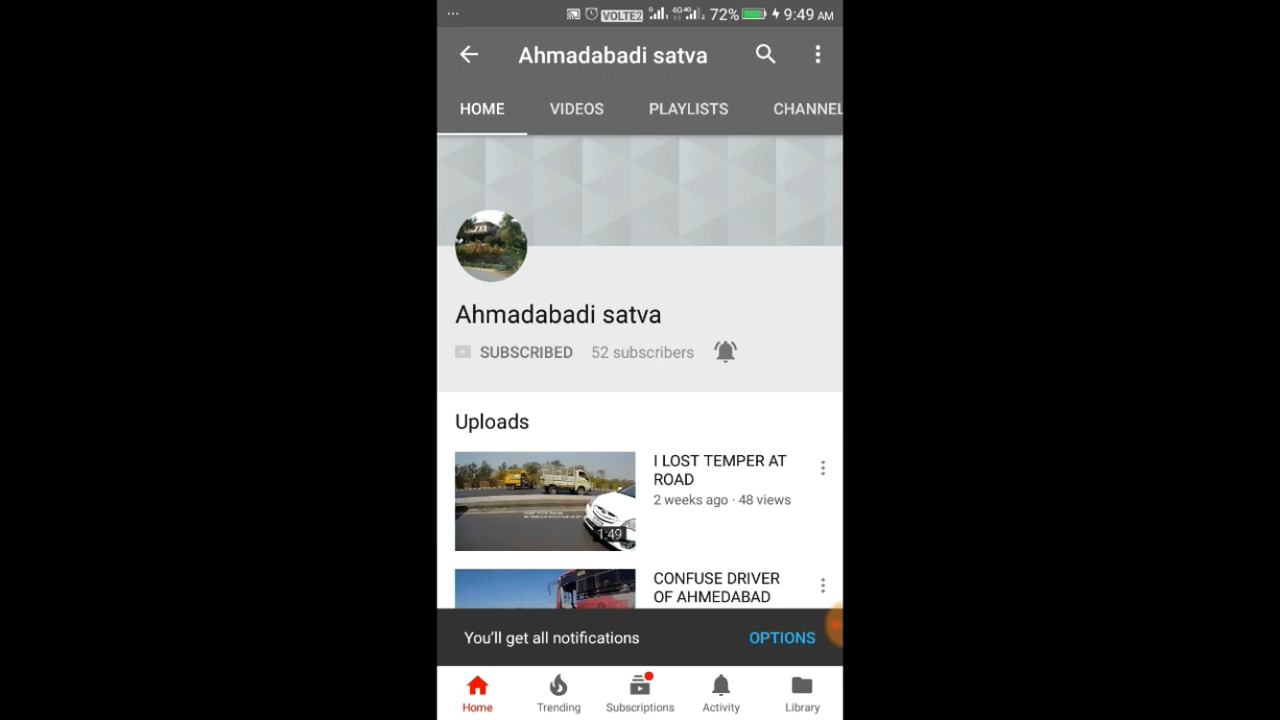 VOLTE2 4G 4G 72% 9:49 AM
Ahmadabadi satva
HOME VIDEOS PLAYLISTS CHANNEL
Ahmadabadi satva
SUBSCRIBED 52 subscribers
Uploads
I LOST TEMPER AT
ROAD
2 weeks ago · 48 views
1:49
CONFUSE DRIVER
OF AHMEDABAD
You'll get all notifications OPTIONS
Home Trending Subscriptions Activity Library